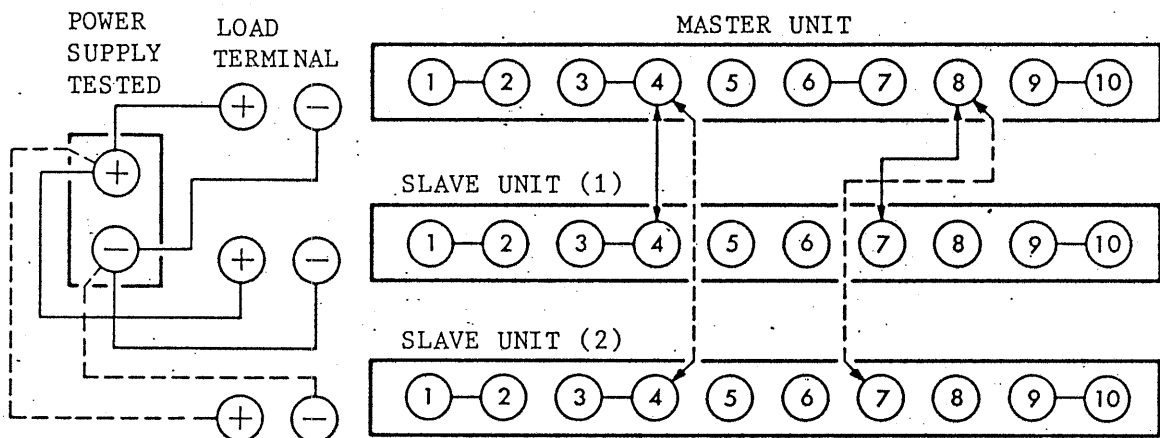 POWER
SUPPLY
TESTED
LOAD
TERMINAL
+ −
+
−
+ −
+ −
MASTER UNIT
1 2 3 4 5 6 7 8 9 10
SLAVE UNIT (1)
1 2 3 4 5 6 7 8 9 10
SLAVE UNIT (2)
1 2 3 4 5 6 7 8 9 10